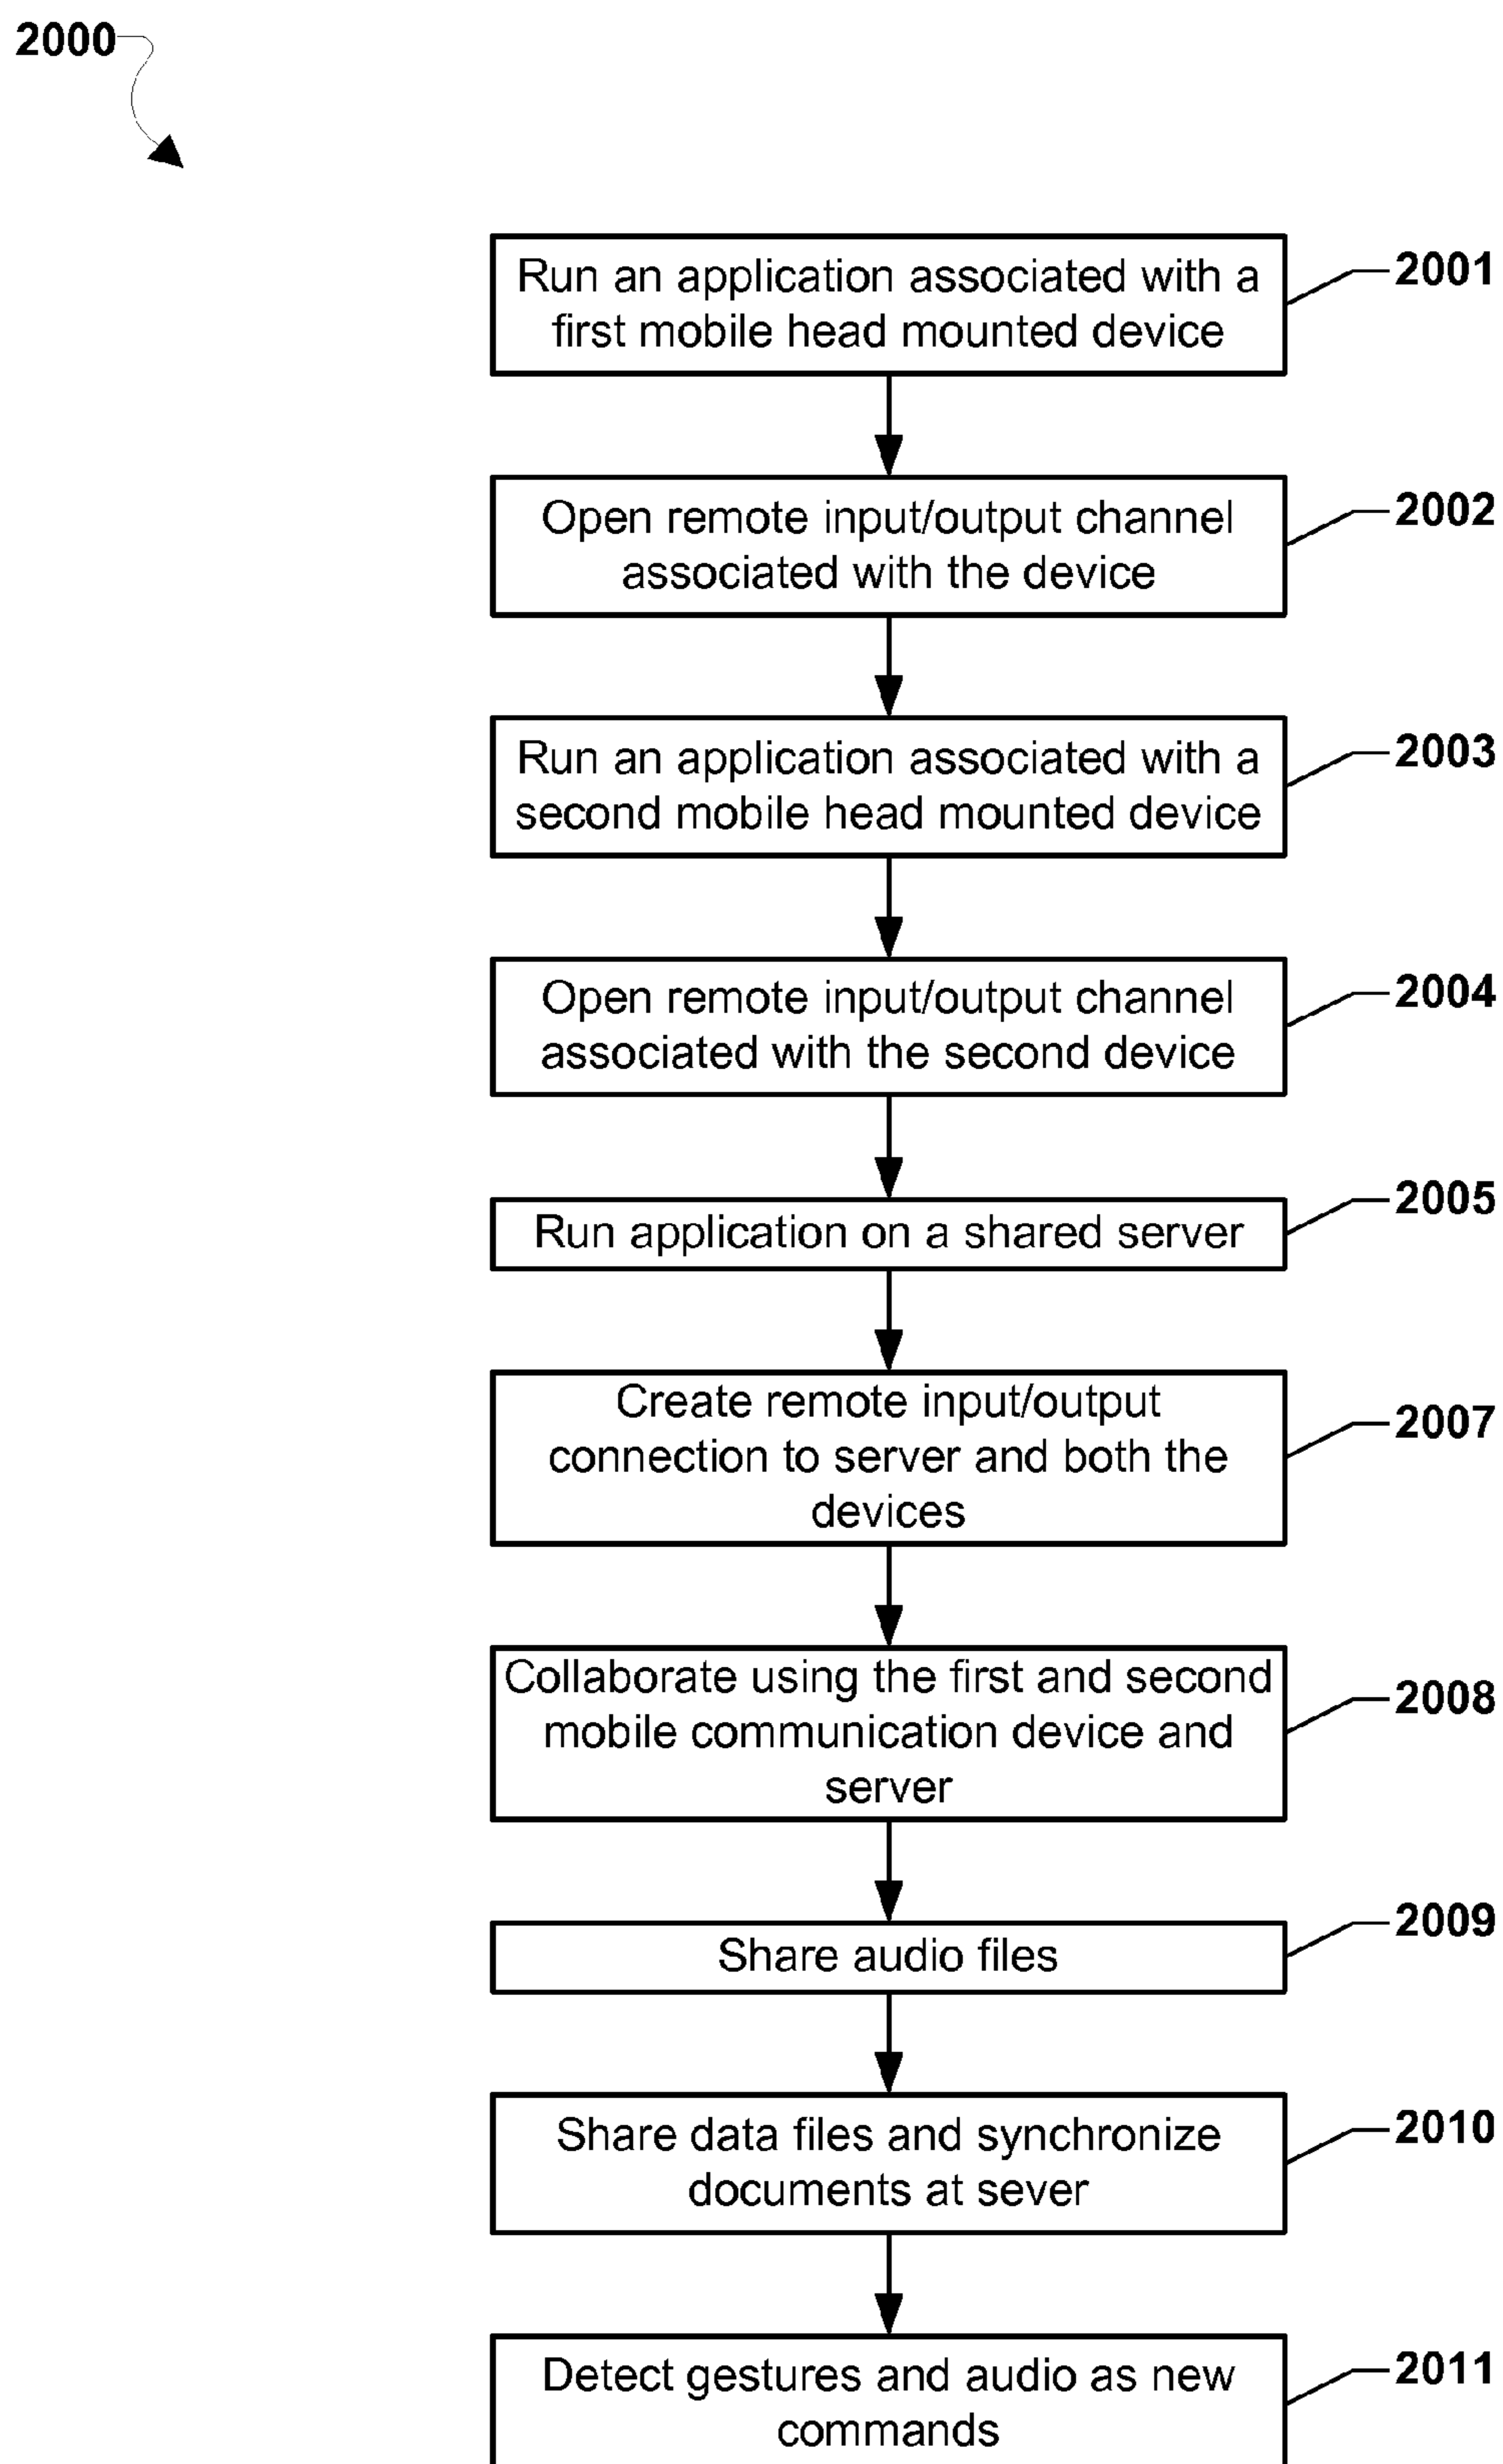 2000
Run an application associated with a
first mobile head mounted device
2001
Open remote input/output channel
associated with the device
2002
Run an application associated with a
second mobile head mounted device
2003
Open remote input/output channel
associated with the second device
2004
Run application on a shared server
2005
Create remote input/output
connection to server and both the
devices
2007
Collaborate using the first and second
mobile communication device and
server
2008
Share audio files
2009
Share data files and synchronize
documents at sever
2010
Detect gestures and audio as new
commands
2011